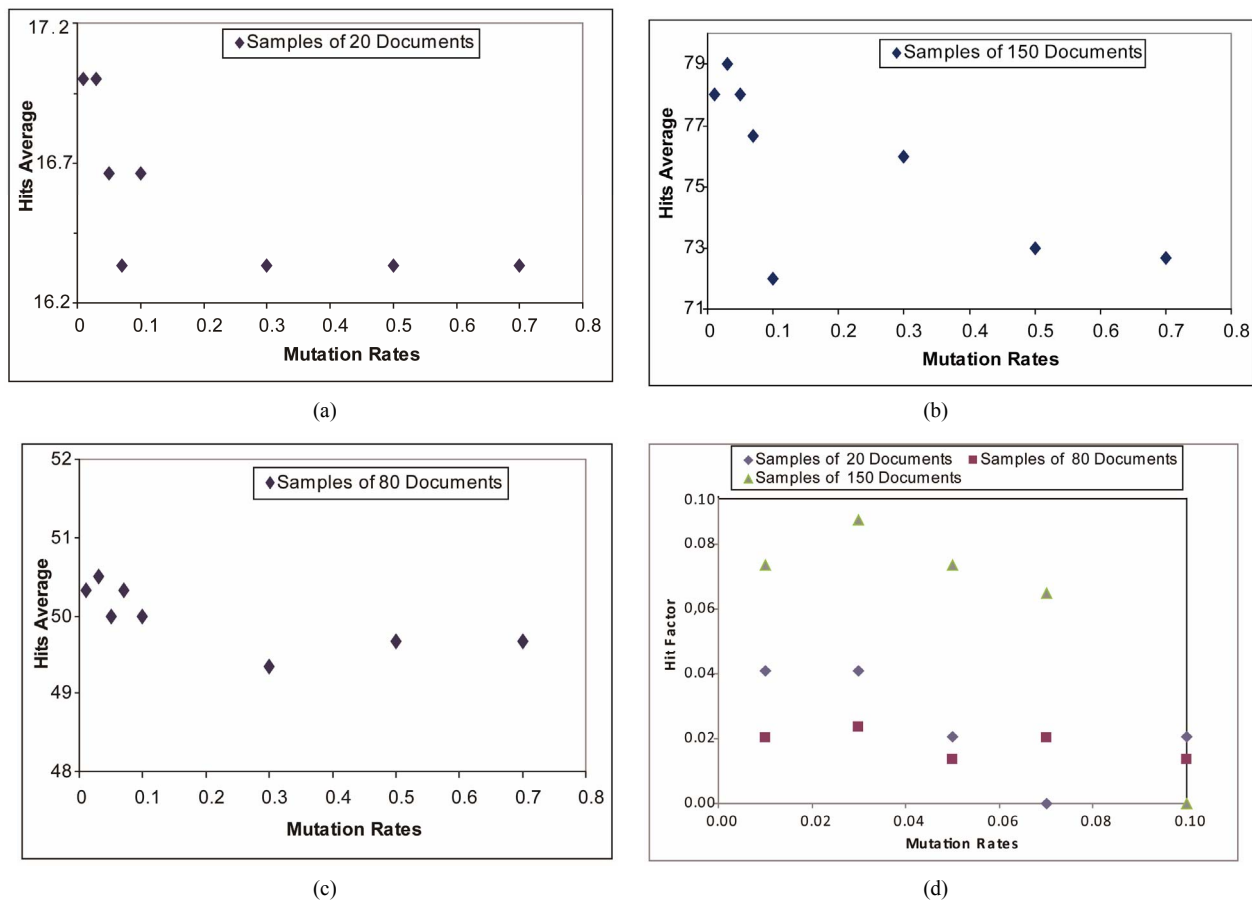 17.2
Samples of 20 Documents
16.7
16.2
Hits Average
0 0.1 0.2 0.3 0.4 0.5 0.6 0.7 0.8
Mutation Rates
(a)
Samples of 150 Documents
79
77
75
73
71
Hits Average
0 0.1 0.2 0.3 0.4 0.5 0.6 0.7 0.8
Mutation Rates
(b)
52
Samples of 80 Documents
51
50
49
48
Hits Average
0 0.1 0.2 0.3 0.4 0.5 0.6 0.7 0.8
Mutation Rates
(c)
Samples of 20 Documents Samples of 80 Documents
Samples of 150 Documents
0.10
0.08
0.06
0.04
0.02
0.00
Hit Factor
0.00 0.02 0.04 0.06 0.08 0.10
Mutation Rates
(d)